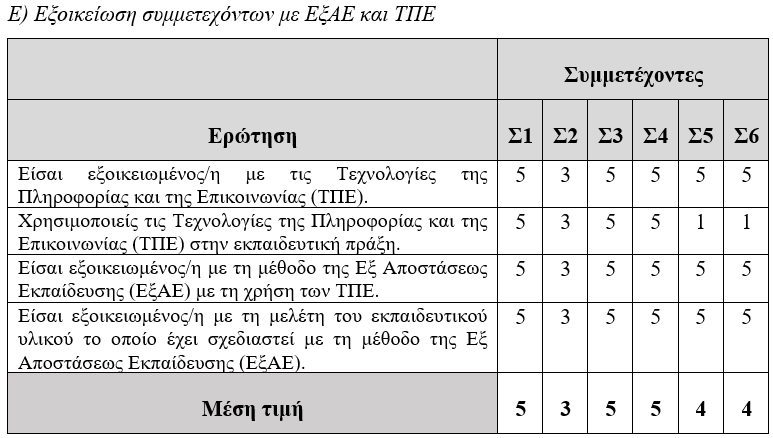 Ε) Εξοικείωση συμμετεχόντων με ΕξΑΕ και ΤΠΕ
Συμμετέχοντες
Ερώτηση Σ1 Σ2 Σ3 Σ4 Σ5 Σ6
Είσαι εξοικειωμένος/η με τις Τεχνολογίες της 5 3 5 5 5 5
Πληροφορίας και της Επικοινωνίας (ΤΠΕ).
Χρησιμοποιείς τις Τεχνολογίες της Πληροφορίας και της 5 3 5 5 1 1
Επικοινωνίας (ΤΠΕ) στην εκπαιδευτική πράξη.
Είσαι εξοικειωμένος/η με τη μέθοδο της Εξ Αποστάσεως 5 3 5 5 5 5
Εκπαίδευσης (ΕξΑΕ) με τη χρήση των ΤΠΕ.
Είσαι εξοικειωμένος/η με τη μελέτη του εκπαιδευτικού 5 3 5 5 5 5
υλικού το οποίο έχει σχεδιαστεί με τη μέθοδο της Εξ
Αποστάσεως Εκπαίδευσης (ΕξΑΕ).
Μέση τιμή 5 3 5 5 4 4